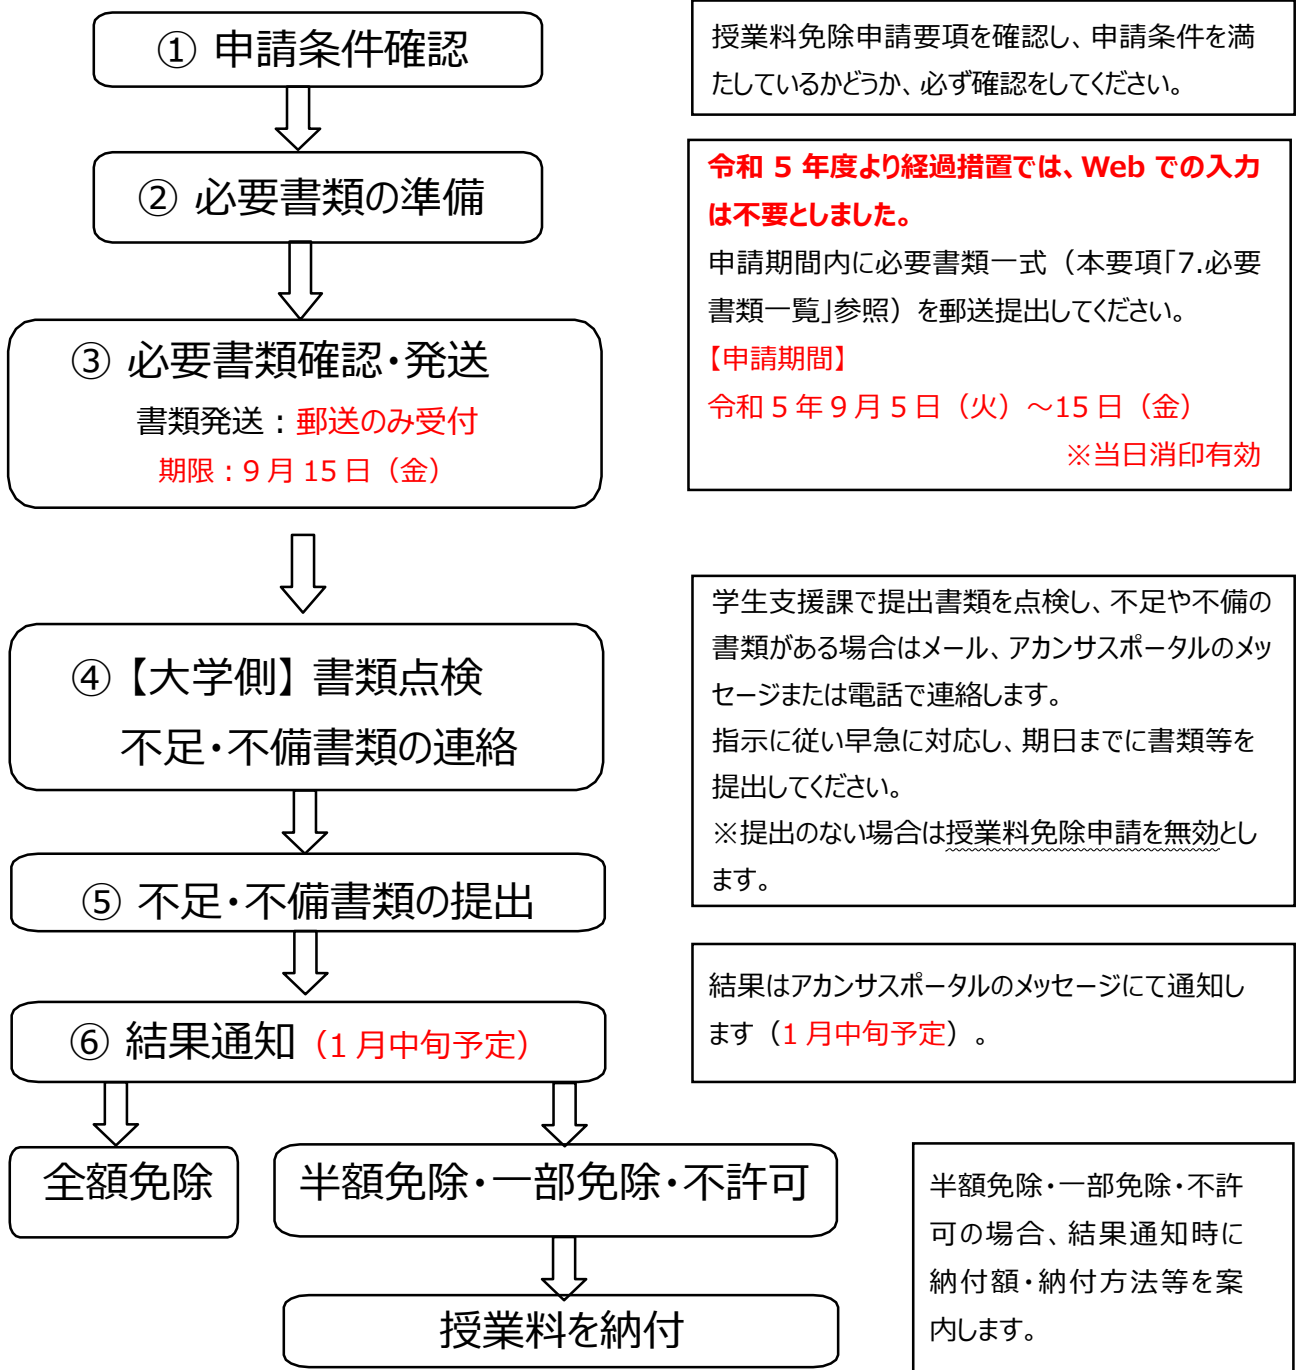 ① 申請条件確認
授業料免除申請要項を確認し、申請条件を満
たしているかどうか、必ず確認をしてください。
② 必要書類の準備
令和 5 年度より経過措置では、Web での入力
は不要としました。
申請期間内に必要書類一式（本要項「7.必要
書類一覧」参照）を郵送提出してください。
【申請期間】
令和 5 年 9 月 5 日（火）～15 日（金）
※当日消印有効
③ 必要書類確認・発送
書類発送：郵送のみ受付
期限：9 月 15 日（金）
④【大学側】書類点検
不足・不備書類の連絡
学生支援課で提出書類を点検し、不足や不備の
書類がある場合はメール、アカンサスポータルのメッ
セージまたは電話で連絡します。
指示に従い早急に対応し、期日までに書類等を
提出してください。
※提出のない場合は授業料免除申請を無効とし
ます。
⑤ 不足・不備書類の提出
⑥ 結果通知（1 月中旬予定）
結果はアカンサスポータルのメッセージにて通知し
ます（1 月中旬予定）。
全額免除
半額免除・一部免除・不許可
半額免除・一部免除・不許
可の場合、結果通知時に
納付額・納付方法等を案
内します。
授業料を納付